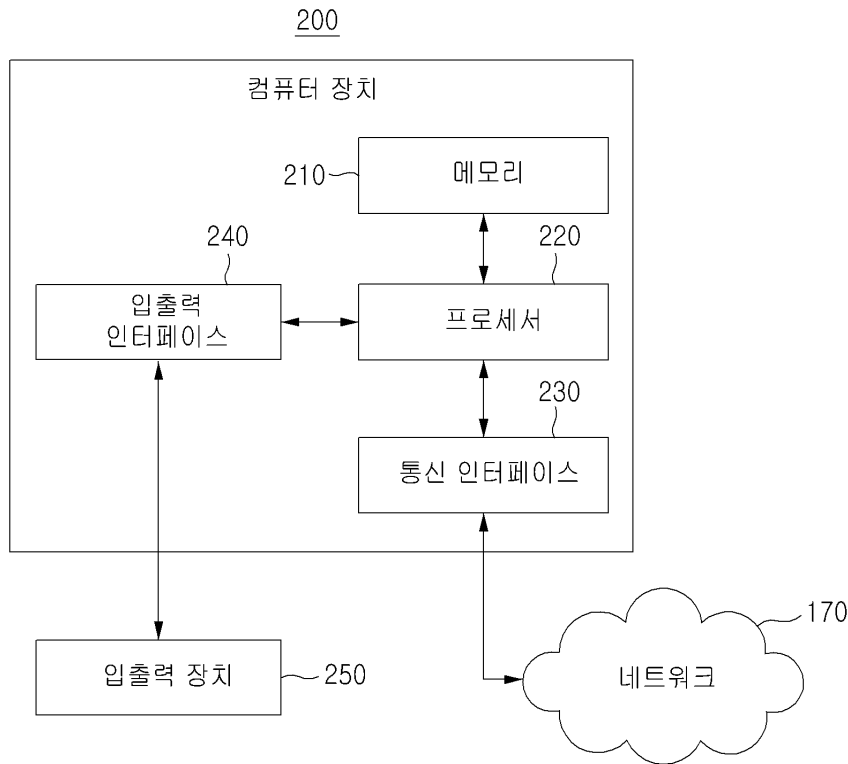 200
컴퓨터 장치
210
메모리
240
220
입출력
인터페이스
프로세서
230
통신 인터페이스
170
입출력 장치
250
네트워크